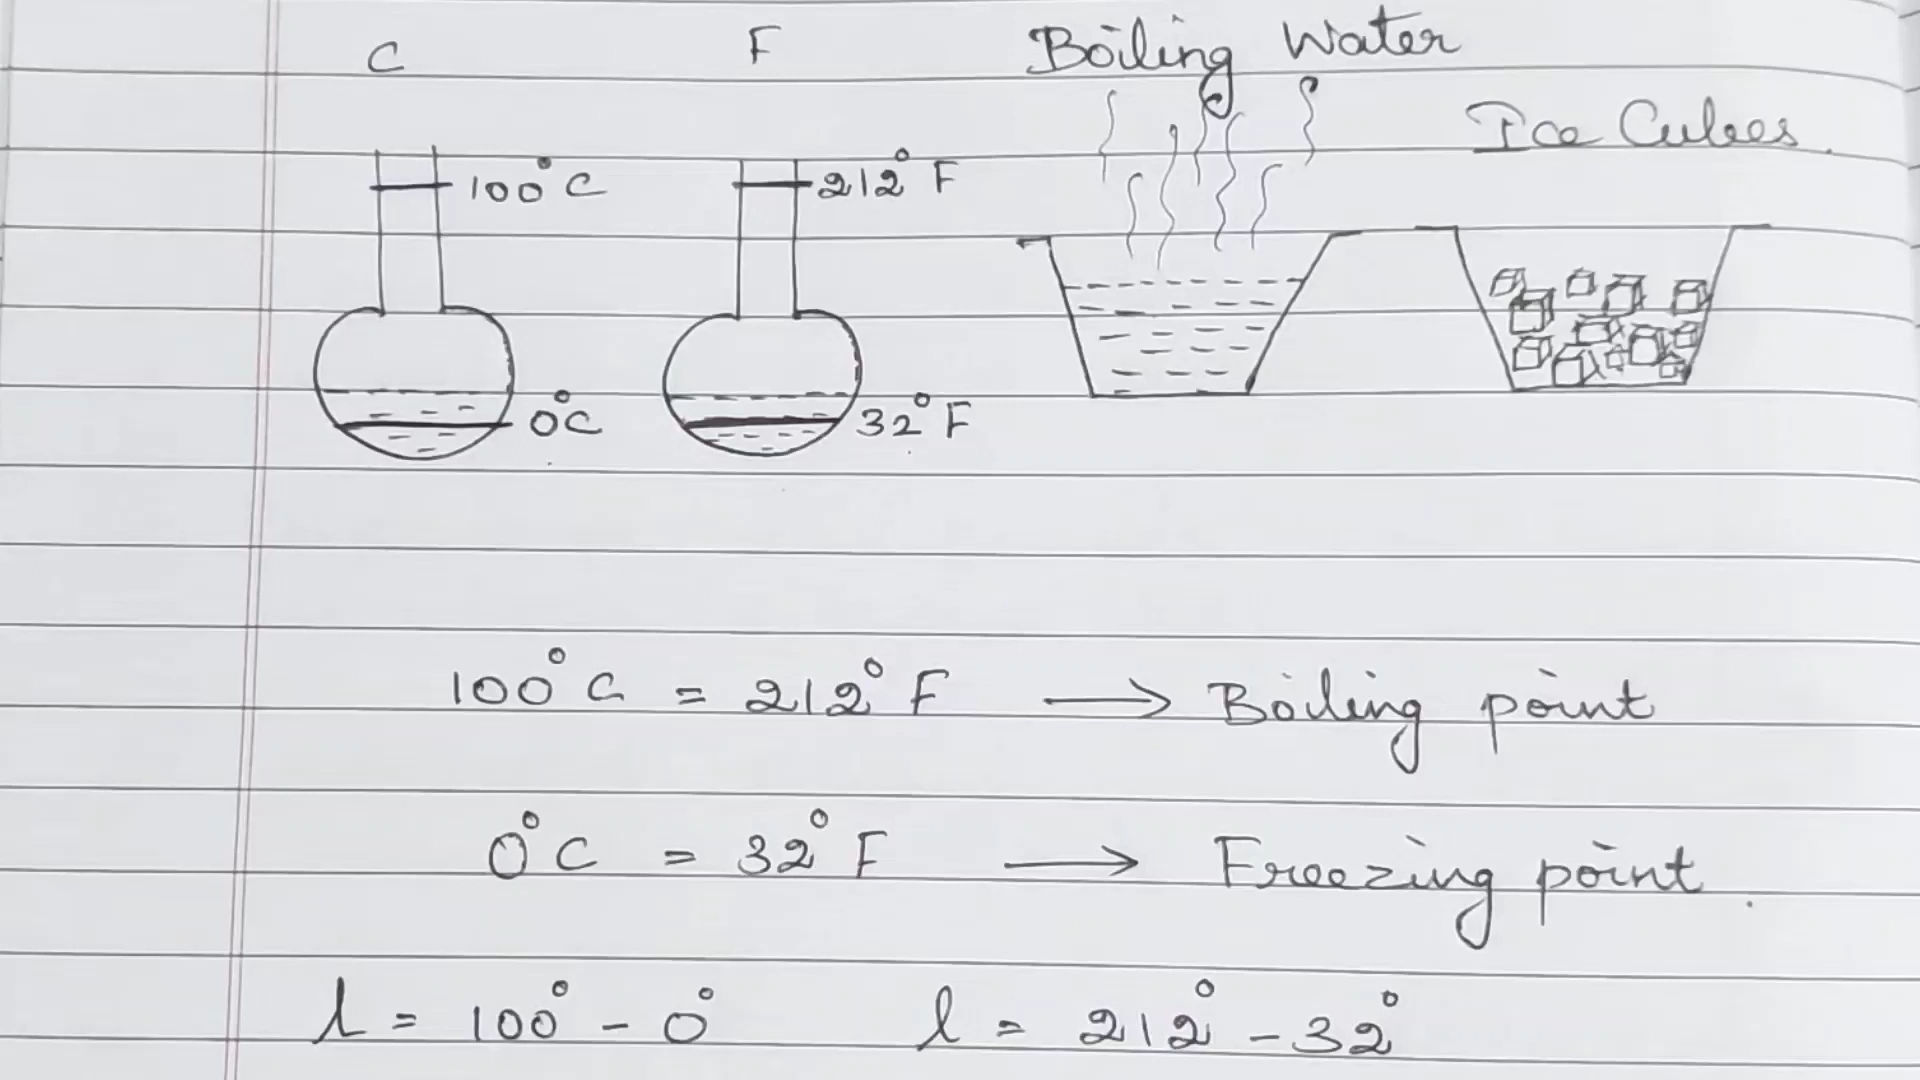 C F Boiling Water
Ice Cubes
100°C 212°F
0°C 32°F
100°C = 212°F → Boiling point
0°C = 32°F → Freezing point.
l = 100° - 0° l = 212° - 32°